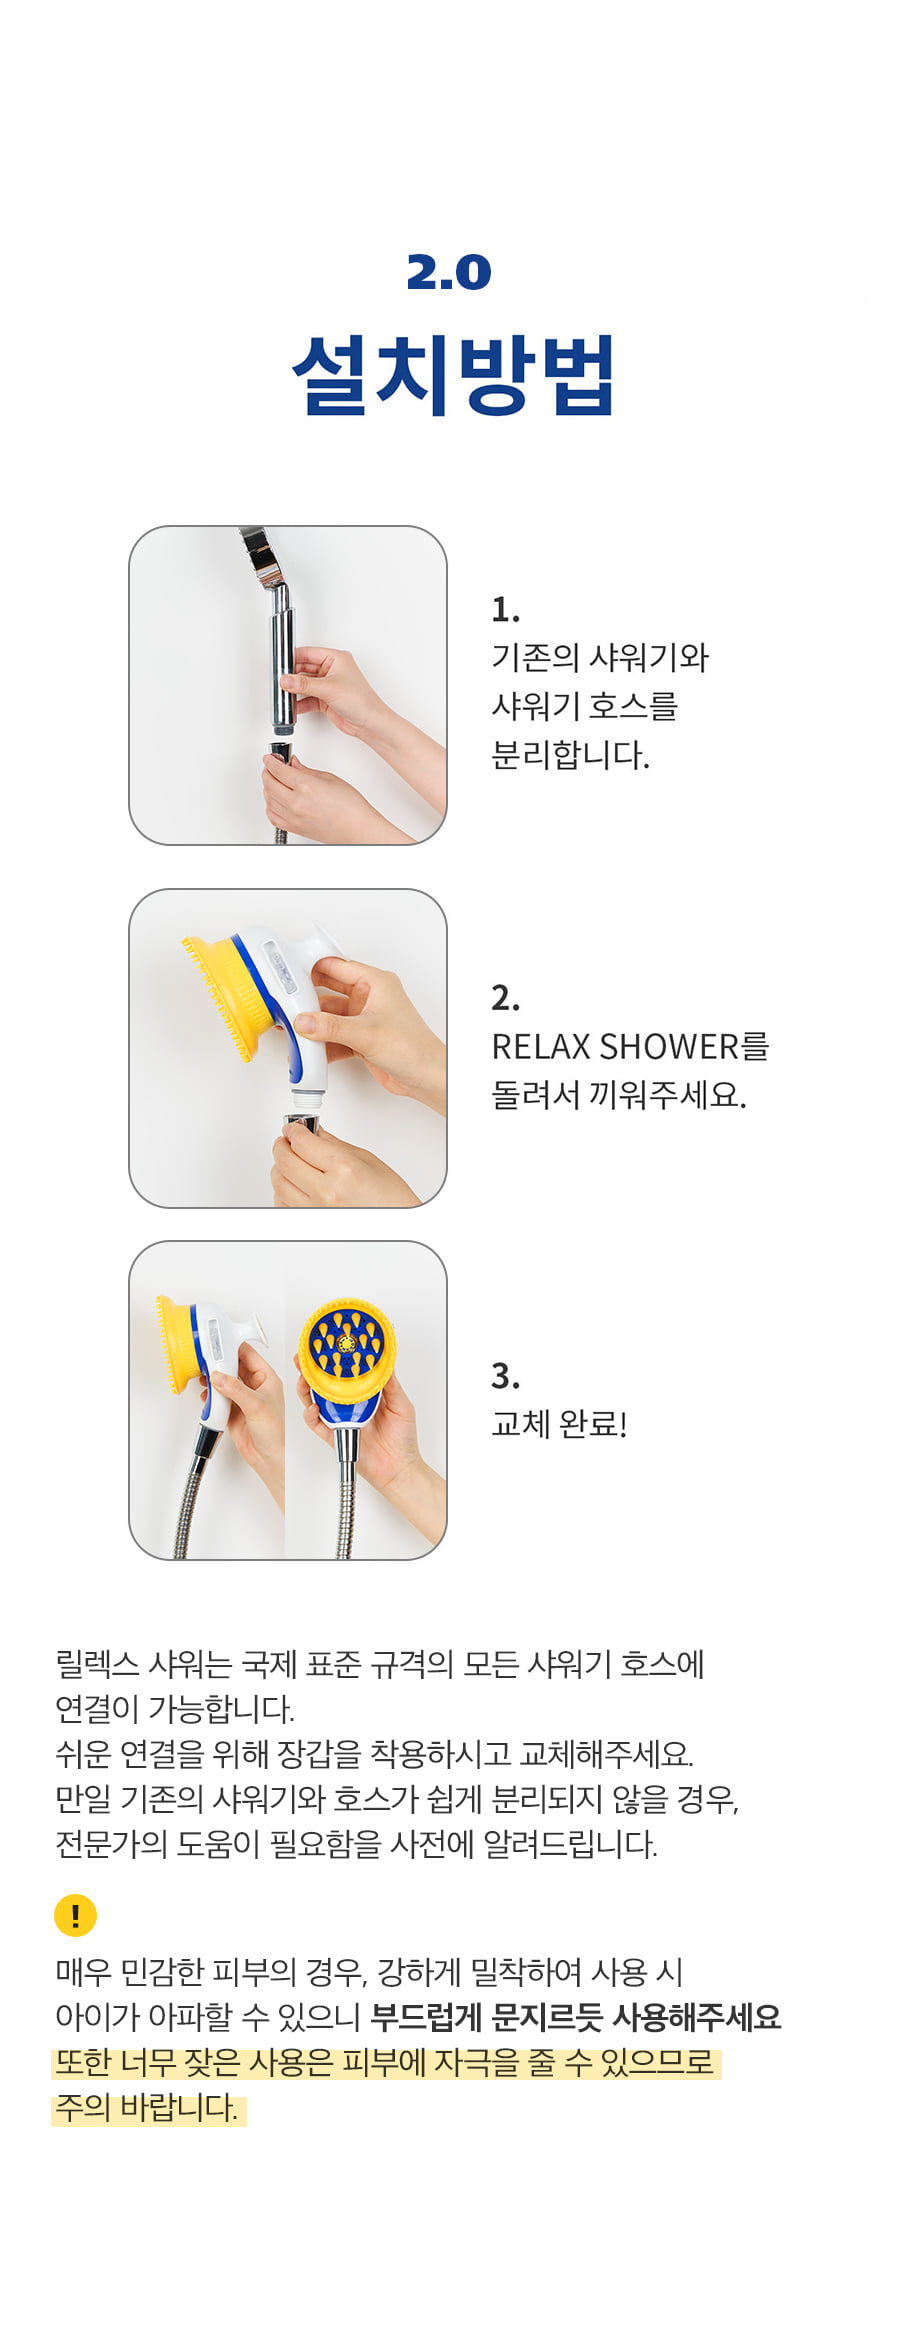 2.0
설치방법
1.
기존의 샤워기와
샤워기 호스를
분리합니다.
2.
RELAX SHOWER를
돌려서 끼워주세요.
3.
교체 완료!
릴렉스 샤워는 국제 표준 규격의 모든 샤워기 호스에
연결이 가능합니다.
쉬운 연결을 위해 장갑을 착용하시고 교체해주세요.
만일 기존의 샤워기와 호스가 쉽게 분리되지 않을 경우,
전문가의 도움이 필요함을 사전에 알려드립니다.
!
매우 민감한 피부의 경우, 강하게 밀착하여 사용 시
아이가 아파할 수 있으니 부드럽게 문지르듯 사용해주세요
또한 너무 잦은 사용은 피부에 자극을 줄 수 있으므로
주의 바랍니다.